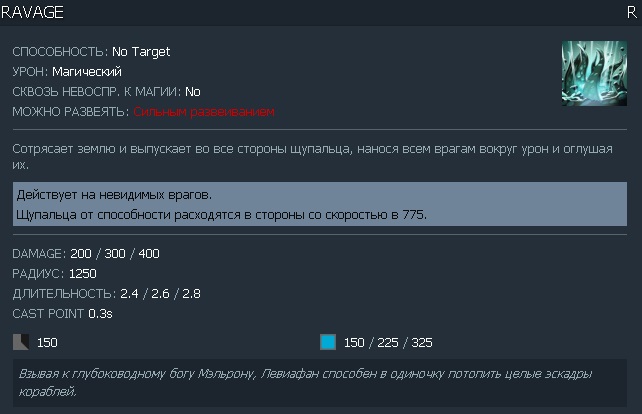 RAVAGE R
СПОСОБНОСТЬ: No Target
УРОН: Магический
СКВОЗЬ НЕВОСПР. К МАГИИ: No
МОЖНО РАЗВЕЯТЬ: Сильным развеиванием
Сотрясает землю и выпускает во все стороны щупальца, нанося всем врагам вокруг урон и оглушая
их.
Действует на невидимых врагов.
Щупальца от способности расходятся в стороны со скоростью в 775.
DAMAGE: 200 / 300 / 400
РАДИУС: 1250
ДЛИТЕЛЬНОСТЬ: 2.4 / 2.6 / 2.8
CAST POINT 0.3s
150 150 / 225 / 325
Взывая к глубоководному богу Мэльрону, Левиафан способен в одиночку потопить целые эскадры
кораблей.